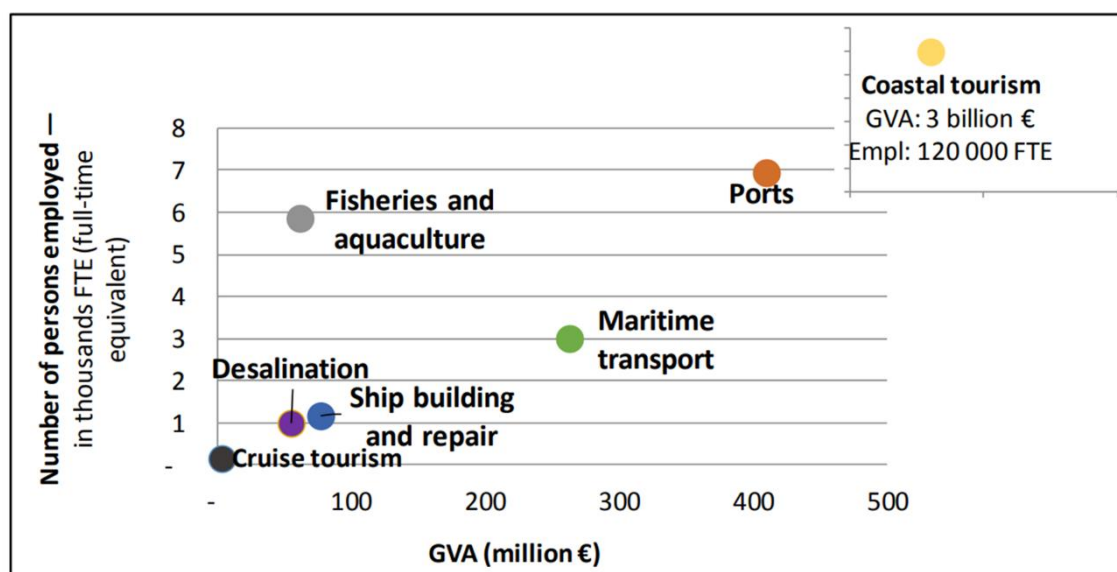 Coastal tourism
GVA: 3 billion €
Empl: 120 000 FTE
Number of persons employed —
in thousands FTE (full-time
equivalent)
8
7
6
5
4
3
2
1
-
Ports
Fisheries and
aquaculture
Maritime
transport
Desalination
Ship building
and repair
Cruise tourism
-
100
200
300
400
500
GVA (million €)